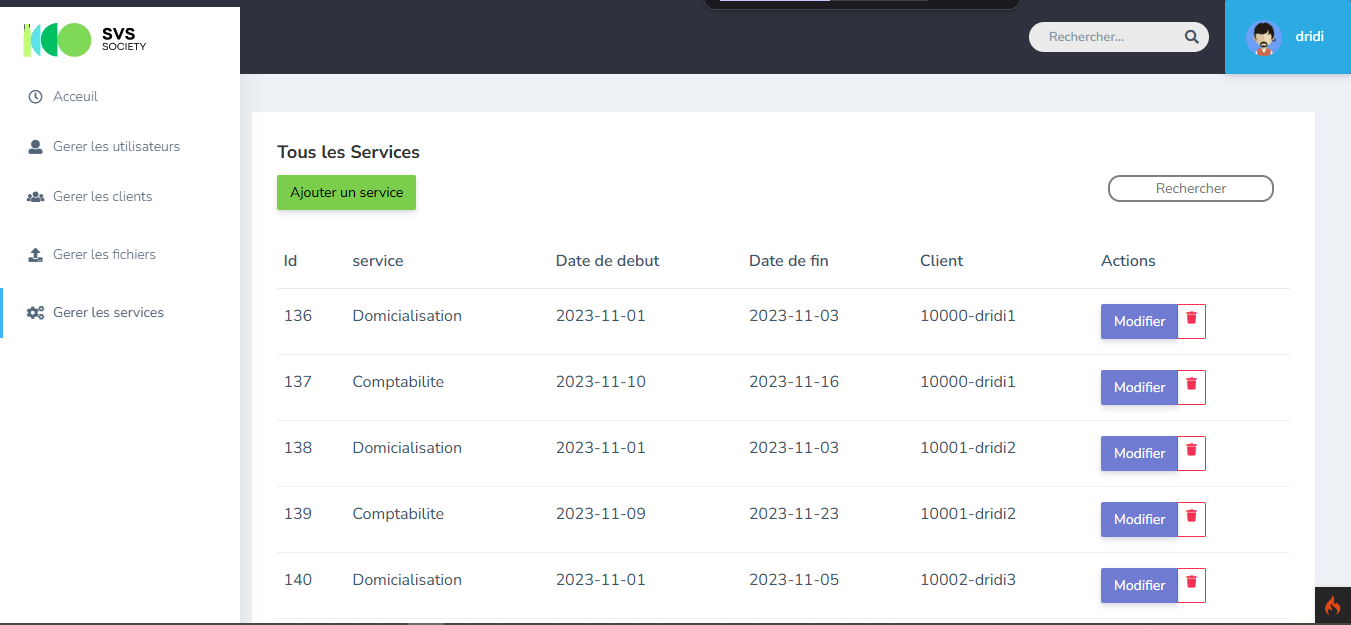 SVS
SOCIETY
Rechercher...
dridi
Acceuil
Gerer les utilisateurs
Gerer les clients
Gerer les fichiers
Gerer les services
Tous les Services
Ajouter un service
Rechercher
Id service Date de debut Date de fin Client Actions
136 Domicialisation 2023-11-01 2023-11-03 10000-dridi1 Modifier
137 Comptabilite 2023-11-10 2023-11-16 10000-dridi1 Modifier
138 Domicialisation 2023-11-01 2023-11-03 10001-dridi2 Modifier
139 Comptabilite 2023-11-09 2023-11-23 10001-dridi2 Modifier
140 Domicialisation 2023-11-01 2023-11-05 10002-dridi3 Modifier